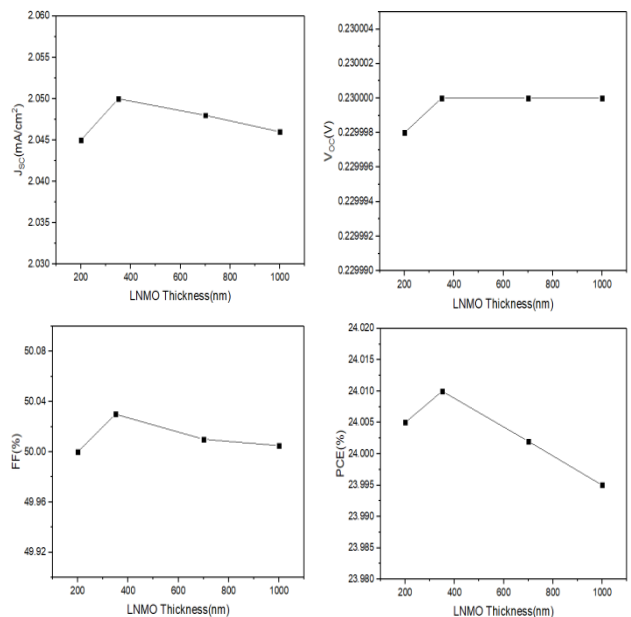 2.060
2.055
2.050
2.045
2.040
2.035
2.030
J_SC(mA/cm²)
200 400 600 800 1000
LNMO Thickness(nm)
0.230004
0.230002
0.230000
0.229998
0.229996
0.229994
0.229992
0.229990
V_OC(V)
200 400 600 800 1000
LNMO Thickness(nm)
50.08
50.04
50.00
49.96
49.92
FF(%)
200 400 600 800 1000
LNMO Thickness(nm)
24.020
24.015
24.010
24.005
24.000
23.995
23.990
23.985
23.980
PCE(%)
200 400 600 800 1000
LNMO Thickness(nm)